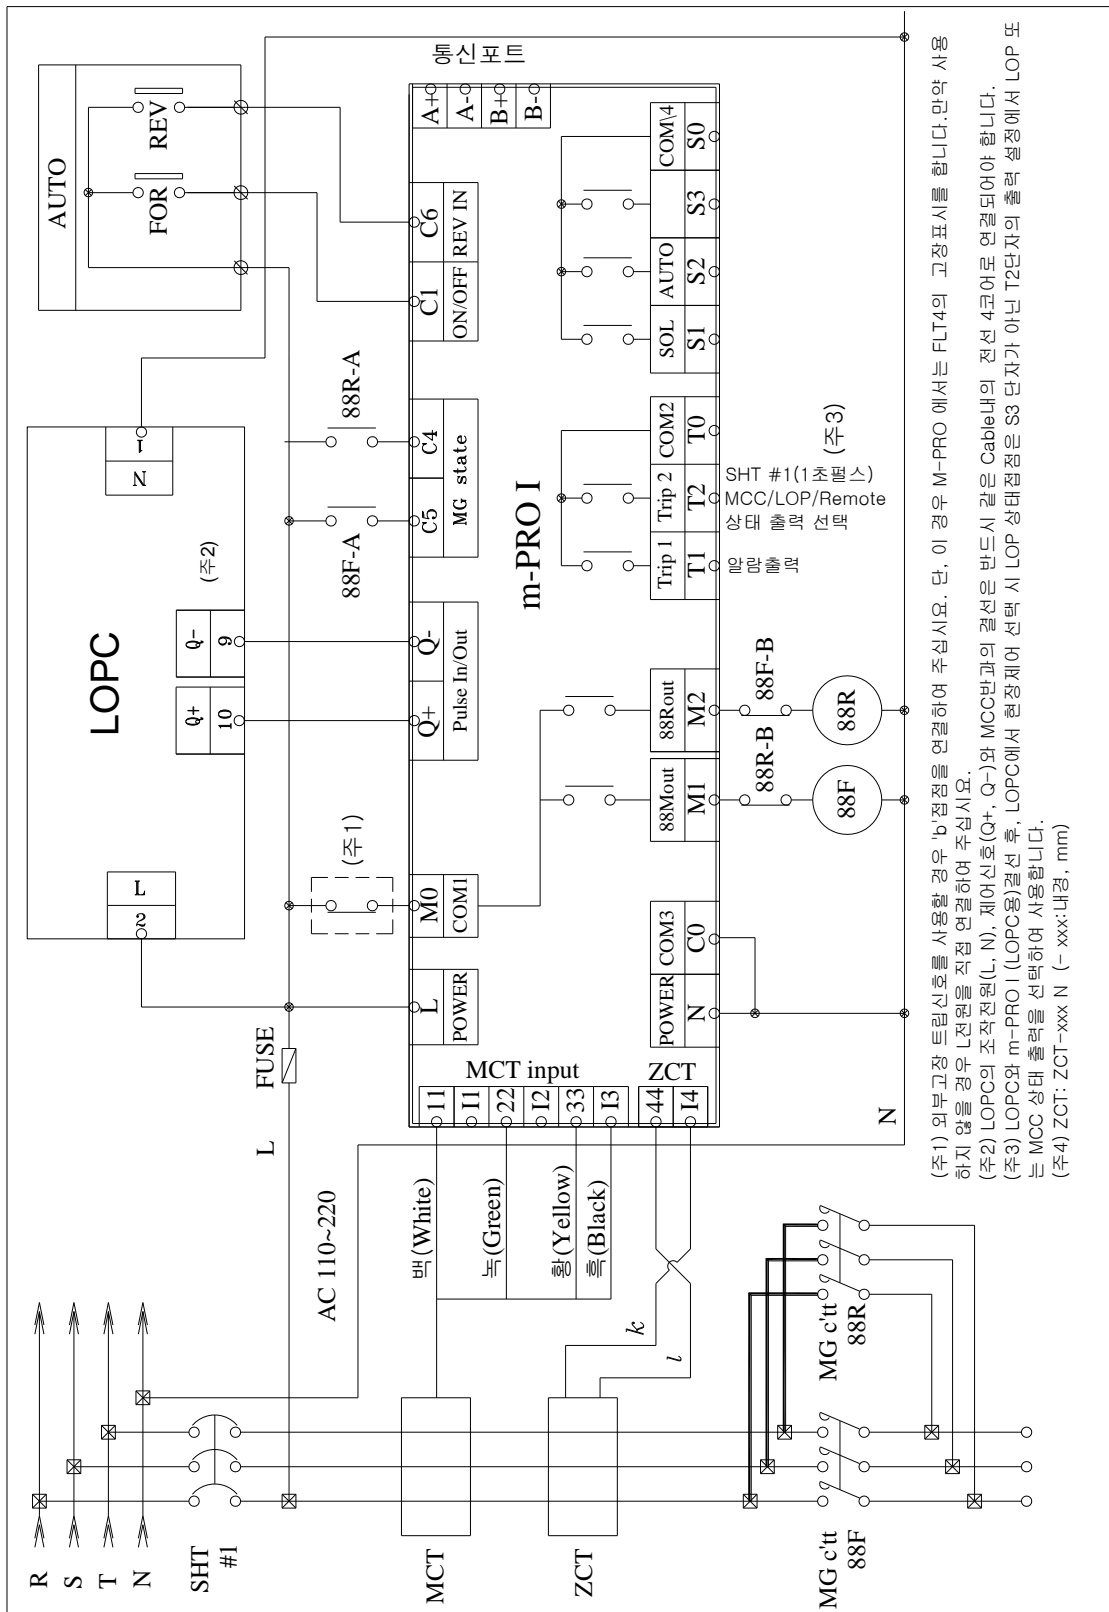 R
S
T
N
SHT
#1
AC 110~220
L
FUSE
N
MCT
ZCT
k
l
MG c'tt
88F
MG c'tt
88R
백(White)
녹(Green)
황(Yellow)
흑(Black)
MCT input
ZCT
11
I1
22
I2
33
I3
44
I4
LOPC
L
2
Q+
10
Q-
9
(주2)
N
1
AUTO
FOR
REV
(주1)
88F-A
88R-A
통신포트
L
POWER
M0
COM1
Q+
Q-
Pulse In/Out
C5
C4
MG state
C1
C6
ON/OFF
REV IN
A+
A-
B+
B-
m-PRO I
POWER
COM3
N
C0
88Mout
88Rout
M1
M2
Trip 1
Trip 2
COM2
T1
T2
T0
SOL
AUTO
COM\4
S1
S2
S3
S0
88R-B
88F-B
88F
88R
알람출력
SHT #1(1초펄스)
MCC/LOP/Remote
상태 출력 선택
(주3)
(주1) 외부고장 트립신호를 사용할 경우 'b'접점을 연결하여 주십시요. 단, 이 경우 M-PRO 에서는 FLT4의 고장표시를 합니다.만약 사용
하지 않을 경우 L전원을 직접 연결하여 주십시요.
(주2) LOPC의 조작전원(L, N), 제어신호(Q+, Q-)와 MCC반과의 결선은 반드시 같은 Cable내의 전선 4코어로 연결되어야 합니다.
(주3) LOPC와 m-PRO I (LOPC용)결선 후, LOPC에서 현장제어 선택 시 LOP 상태접점은 S3 단자가 아닌 T2단자의 출력 설정에서 LOP 또
는 MCC 상태 출력을 선택하여 사용합니다.
(주4) ZCT: ZCT-xxx N (- xxx:내경, mm)